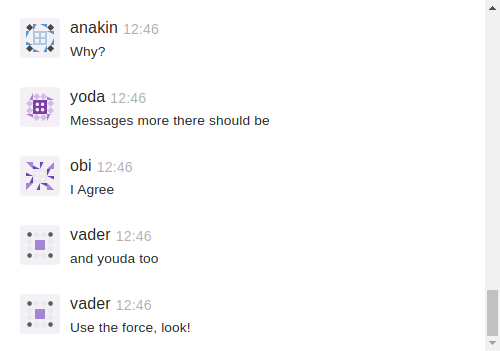 anakin 12:46
Why?
yoda 12:46
Messages more there should be
obi 12:46
I Agree
vader 12:46
and youda too
vader 12:46
Use the force, look!